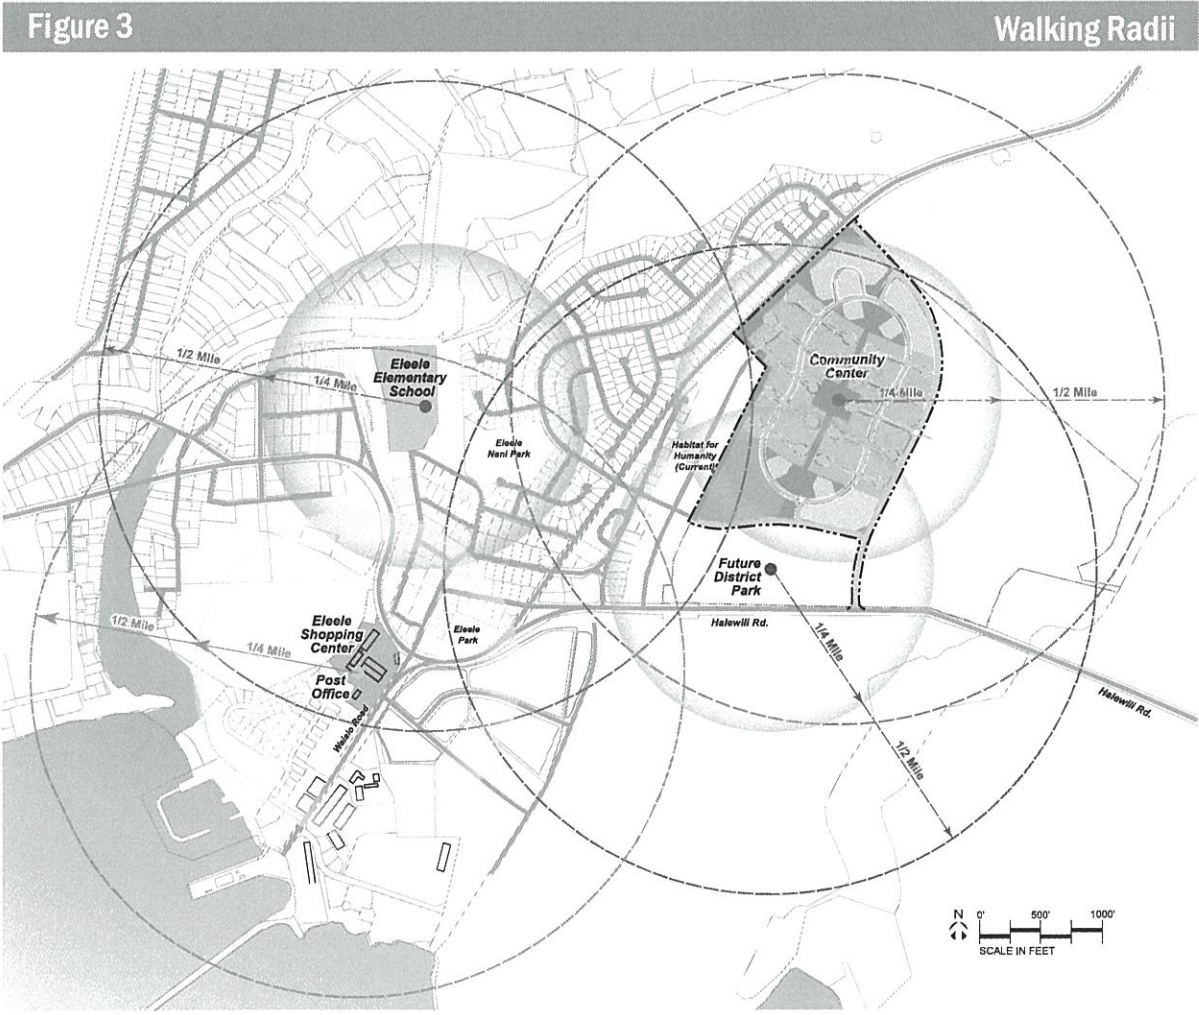 Figure 3
Walking Radii
1/2 Mile
1/4 Mile
Eleele
Elementary
School
Eleele
Nani Park
Habitat for
Humanity
(Current)
Community
Center
1/4 Mile
1/2 Mile
Future
District
Park
Halewili Rd.
1/4 Mile
1/2 Mile
Halewili Rd.
1/2 Mile
1/4 Mile
Eleele
Shopping
Center
Post
Office
Eleele
Park
Waialo Road
N
0'
500'
1000'
SCALE IN FEET